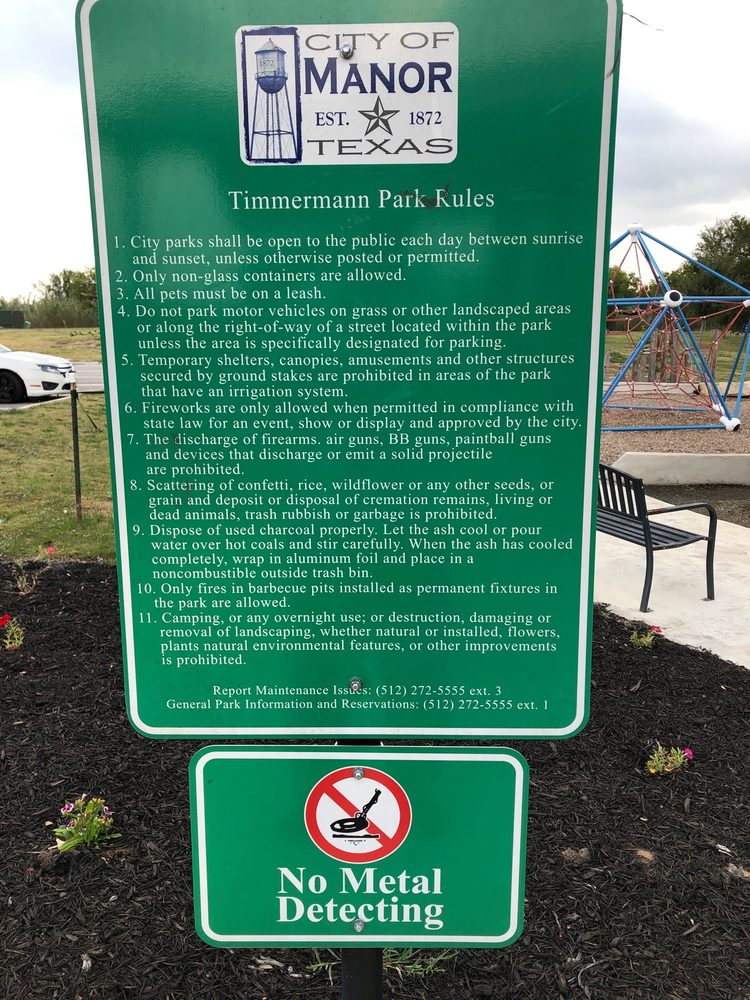 1872
CITY OF
MANOR
EST. 1872
TEXAS
Timmermann Park Rules
1. City parks shall be open to the public each day between sunrise
and sunset, unless otherwise posted or permitted.
2. Only non-glass containers are allowed.
3. All pets must be on a leash.
4. Do not park motor vehicles on grass or other landscaped areas
or along the right-of-way of a street located within the park
unless the area is specifically designated for parking.
5. Temporary shelters, canopies, amusements and other structures
secured by ground stakes are prohibited in areas of the park
that have an irrigation system.
6. Fireworks are only allowed when permitted in compliance with
state law for an event, show or display and approved by the city.
7. The discharge of firearms. air guns, BB guns, paintball guns
and devices that discharge or emit a solid projectile
are prohibited.
8. Scattering of confetti, rice, wildflower or any other seeds, or
grain and deposit or disposal of cremation remains, living or
dead animals, trash rubbish or garbage is prohibited.
9. Dispose of used charcoal properly. Let the ash cool or pour
water over hot coals and stir carefully. When the ash has cooled
completely, wrap in aluminum foil and place in a
noncombustible outside trash bin.
10. Only fires in barbecue pits installed as permanent fixtures in
the park are allowed.
11. Camping, or any overnight use; or destruction, damaging or
removal of landscaping, whether natural or installed, flowers,
plants natural environmental features, or other improvements
is prohibited.
Report Maintenance Issues: (512) 272-5555 ext. 3
General Park Information and Reservations: (512) 272-5555 ext. 1
No Metal
Detecting